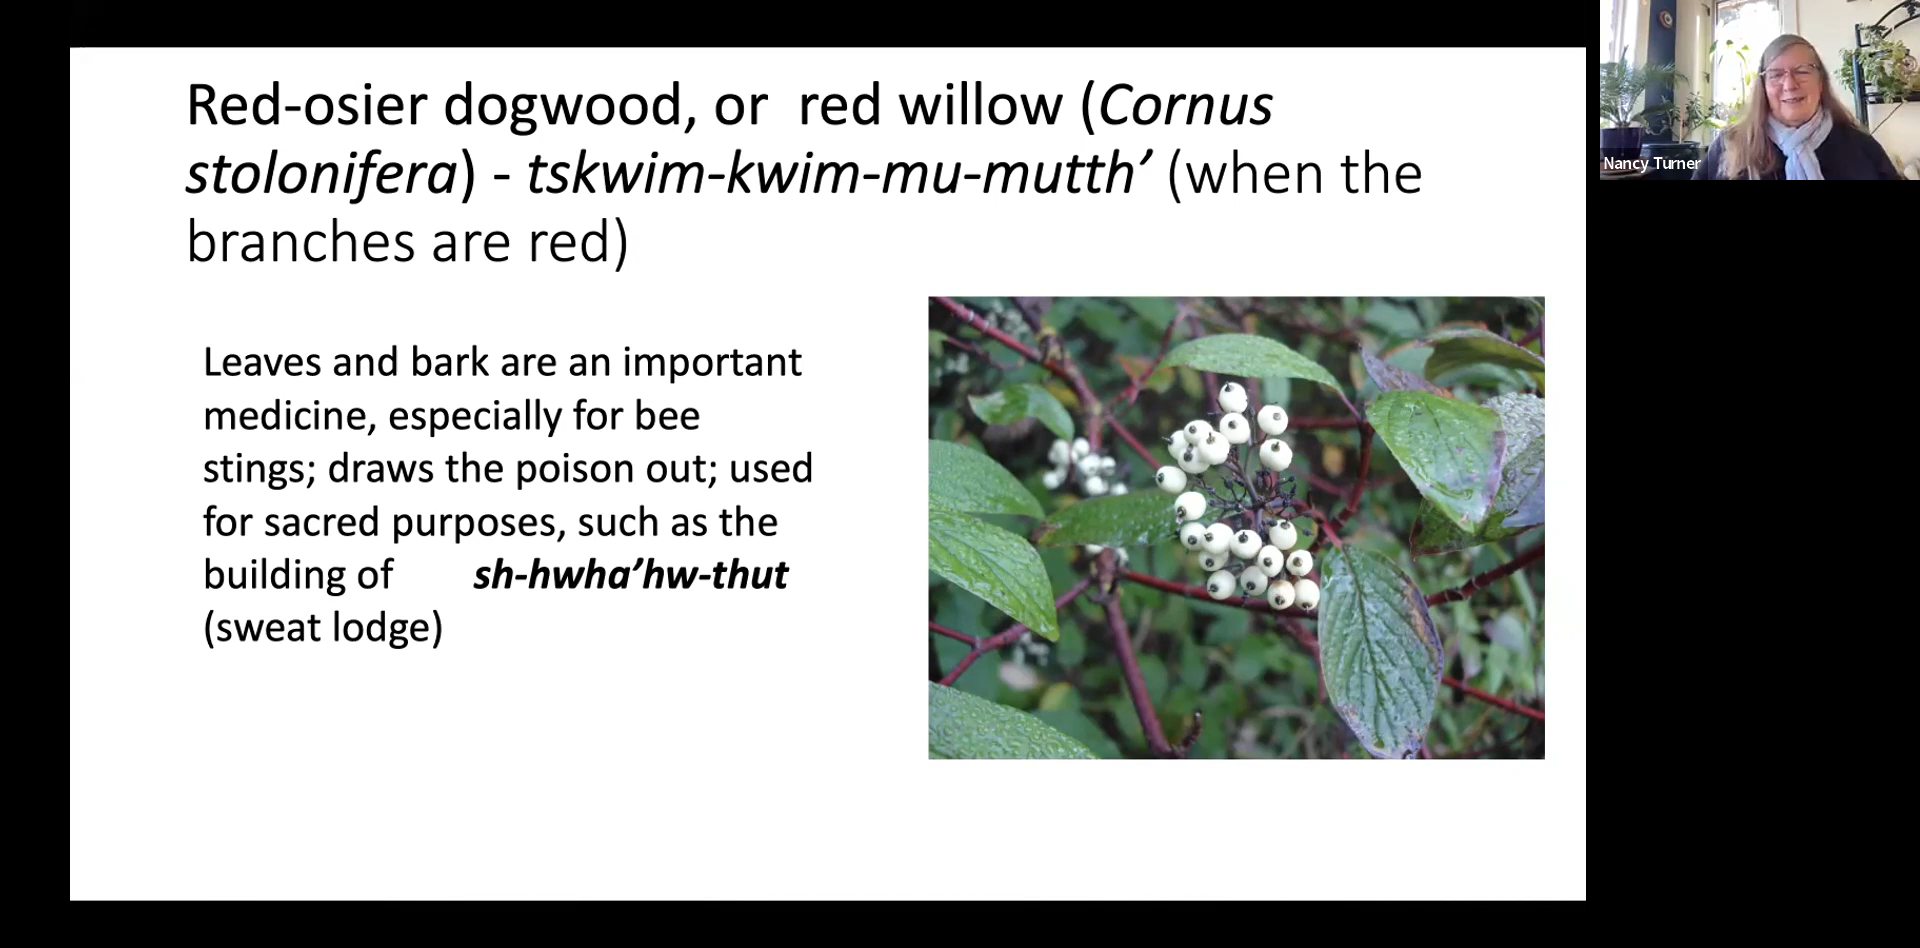 Red-osier dogwood, or  red willow (Cornus
stolonifera) - tskwim-kwim-mu-mutth’ (when the
branches are red)
Leaves and bark are an important
medicine, especially for bee
stings; draws the poison out; used
for sacred purposes, such as the
building of sh-hwha’hw-thut
(sweat lodge)
Nancy Turner